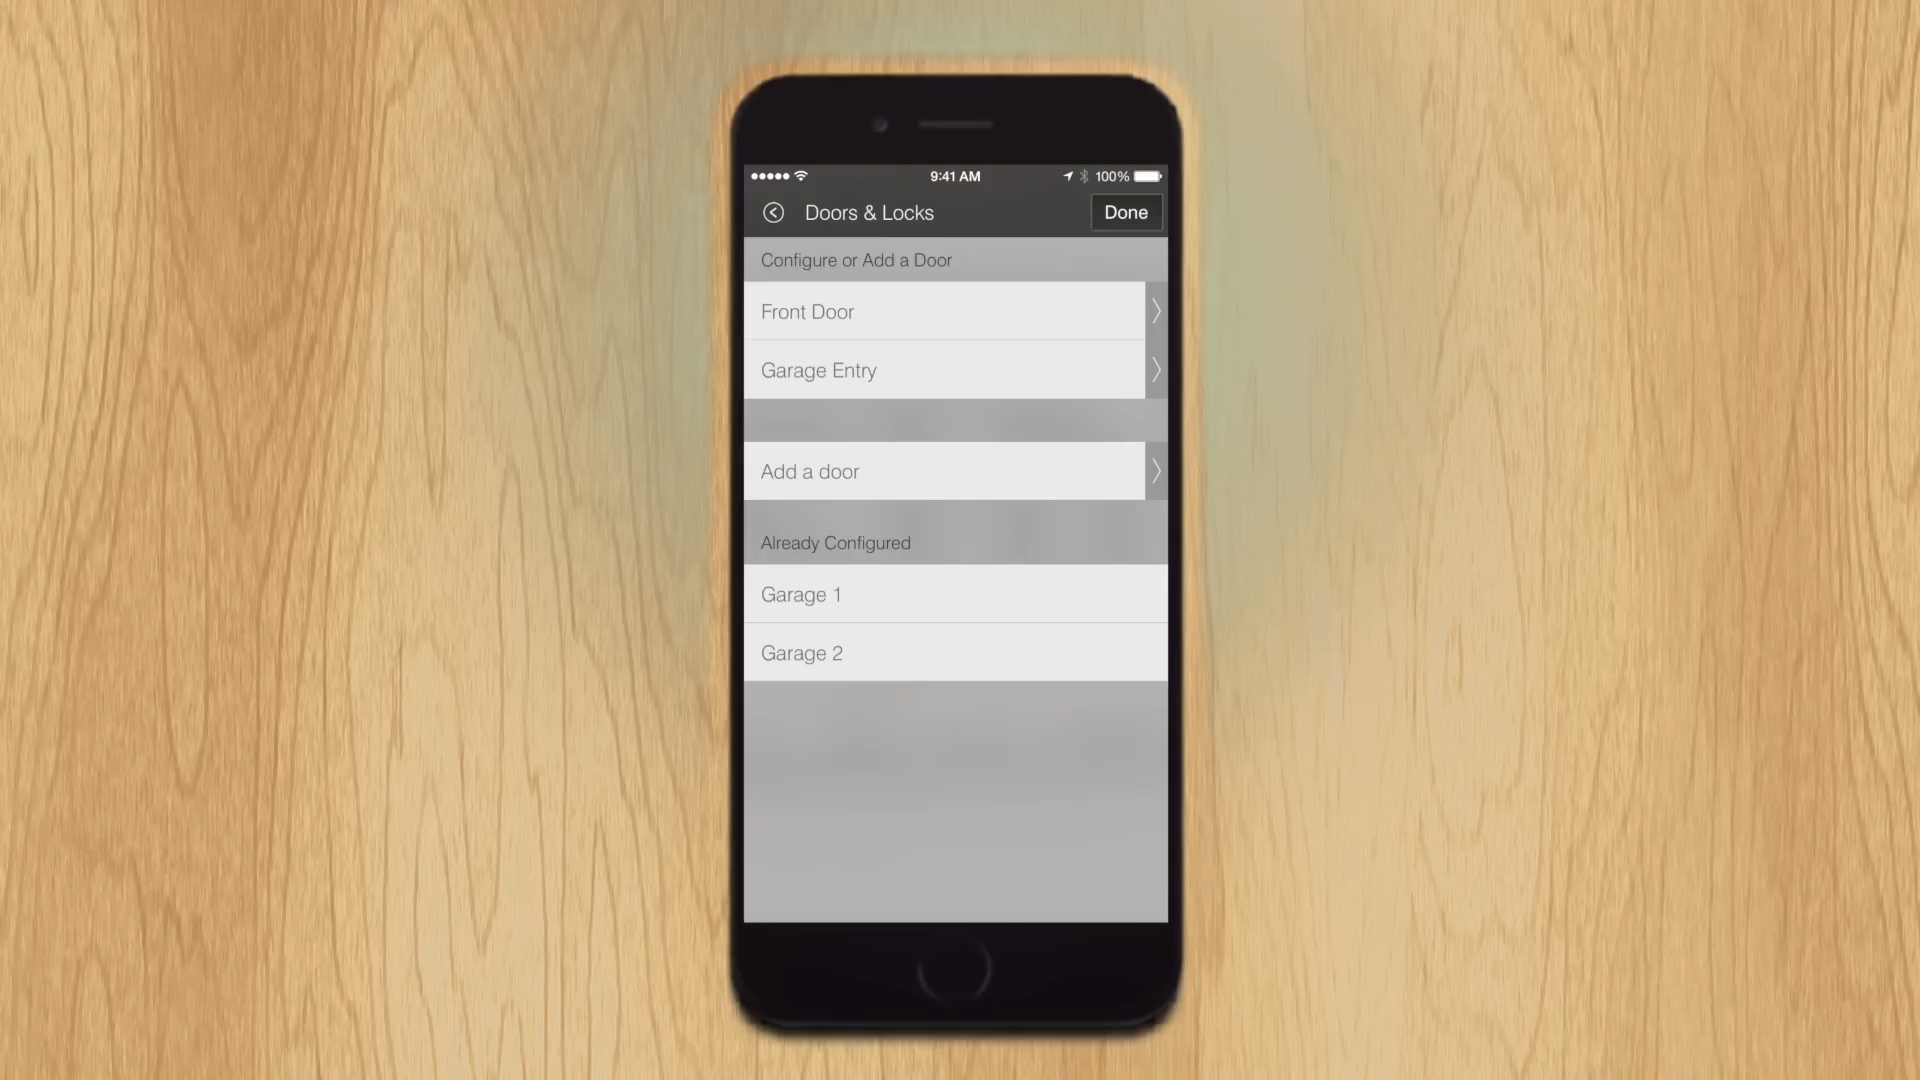 9:41 AM
100%
Doors & Locks
Done
Configure or Add a Door
Front Door
Garage Entry
Add a door
Already Configured
Garage 1
Garage 2